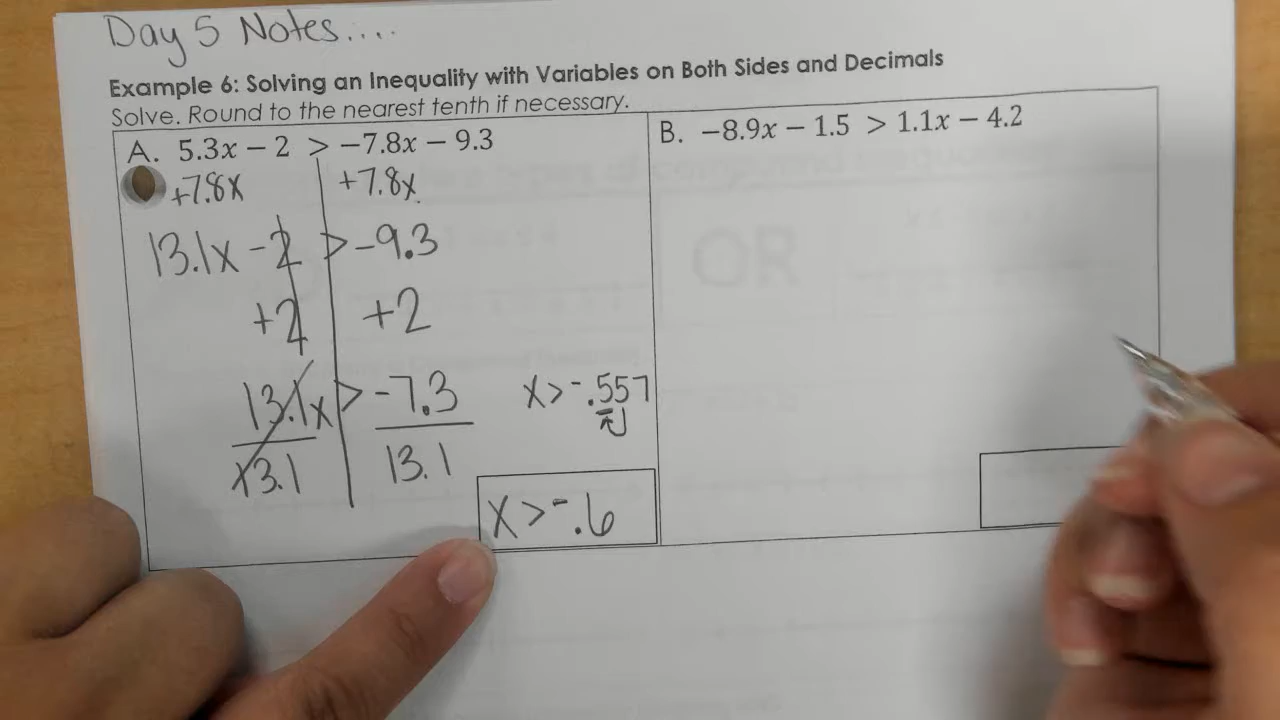 Day 5 Notes....
Example 6: Solving an Inequality with Variables on Both Sides and Decimals
Solve. Round to the nearest tenth if necessary.
A. 5.3x − 2 > −7.8x − 9.3
+7.8x +7.8x
13.1x −2 > −9.3
+2 +2
13.1x > −7.3
13.1 13.1
x > -.557
x > -.6
B. −8.9x − 1.5 > 1.1x − 4.2
OR